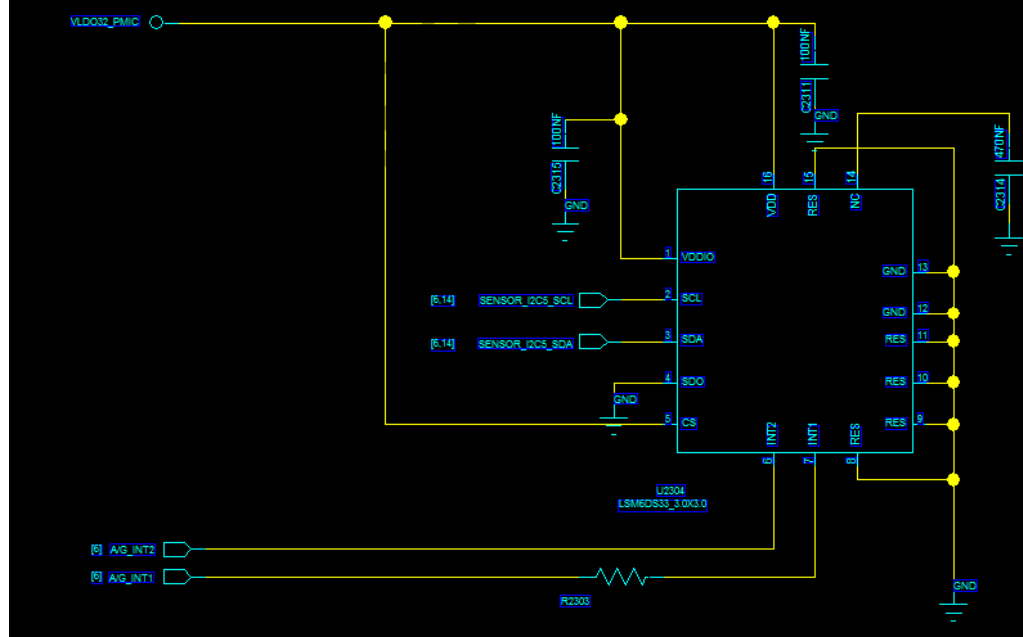 VLDO32_PMIC
100NF
C2311
GND
100NF
C2315
GND
470NF
C2314
16
15
14
VDD
RES
NC
1 VDDIO
GND 13
[6,14] SENSOR_I2C5_SCL 2 SCL
GND 12
[6,14] SENSOR_I2C5_SDA 3 SDA
RES 11
4 SDO
RES 10
GND
5 CS
RES 9
INT2
INT1
RES
6
7
8
U2304
LSM6DS33_3.0X3.0
[6] A/G_INT2
[6] A/G_INT1
R2303
GND